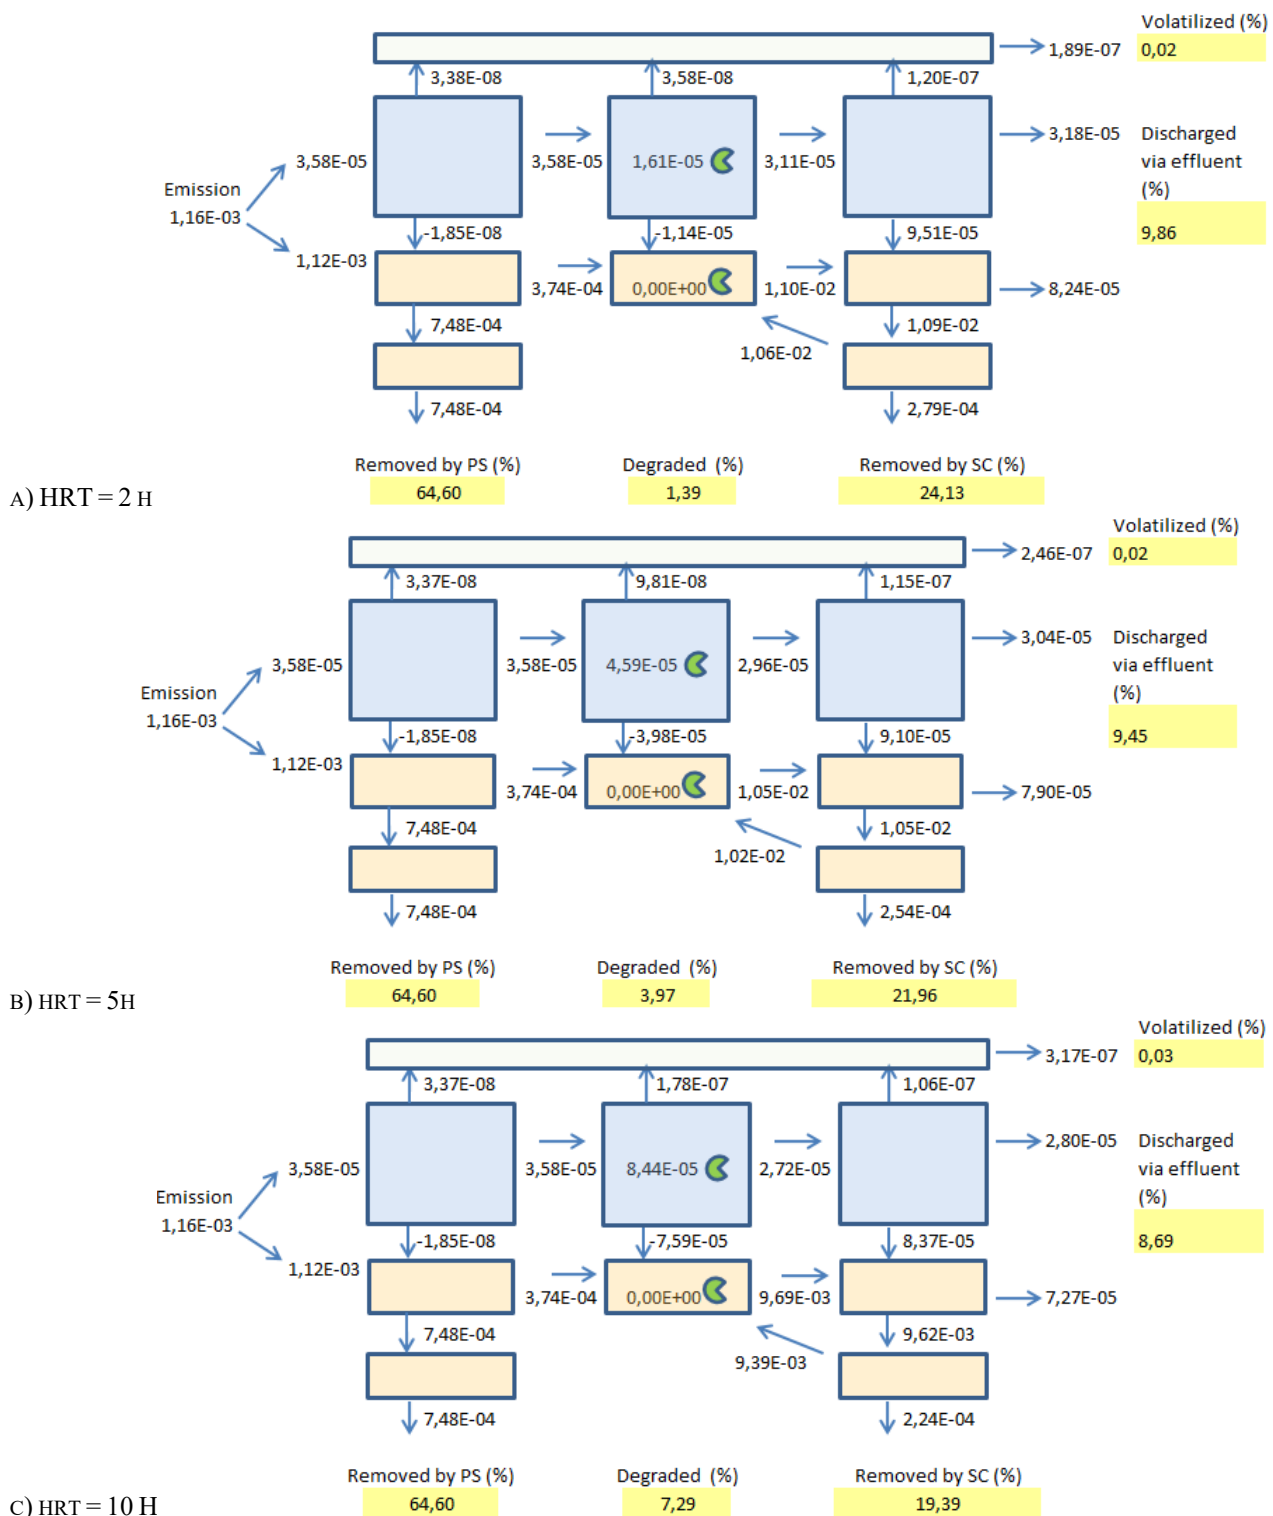 Volatilized (%)
1,89E-07 0,02
3,38E-08 3,58E-08 1,20E-07
3,18E-05 Discharged
3,58E-05 3,58E-05 1,61E-05 3,11E-05 via effluent
Emission (%)
1,16E-03
-1,85E-08 -1,14E-05 9,51E-05 9,86
1,12E-03
3,74E-04 0,00E+00 1,10E-02 8,24E-05
7,48E-04 1,09E-02
1,06E-02
7,48E-04 2,79E-04
Removed by PS (%) Degraded (%) Removed by SC (%)
A) HRT = 2 H 64,60 1,39 24,13
Volatilized (%)
2,46E-07 0,02
3,37E-08 9,81E-08 1,15E-07
3,04E-05 Discharged
3,58E-05 3,58E-05 4,59E-05 2,96E-05 via effluent
Emission (%)
1,16E-03
-1,85E-08 -3,98E-05 9,10E-05 9,45
1,12E-03
3,74E-04 0,00E+00 1,05E-02 7,90E-05
7,48E-04 1,05E-02
1,02E-02
7,48E-04 2,54E-04
Removed by PS (%) Degraded (%) Removed by SC (%)
B) HRT = 5H 64,60 3,97 21,96
Volatilized (%)
3,17E-07 0,03
3,37E-08 1,78E-07 1,06E-07
2,80E-05 Discharged
3,58E-05 3,58E-05 8,44E-05 2,72E-05 via effluent
Emission (%)
1,16E-03
-1,85E-08 -7,59E-05 8,37E-05 8,69
1,12E-03
3,74E-04 0,00E+00 9,69E-03 7,27E-05
7,48E-04 9,62E-03
9,39E-03
7,48E-04 2,24E-04
Removed by PS (%) Degraded (%) Removed by SC (%)
C) HRT = 10 H 64,60 7,29 19,39